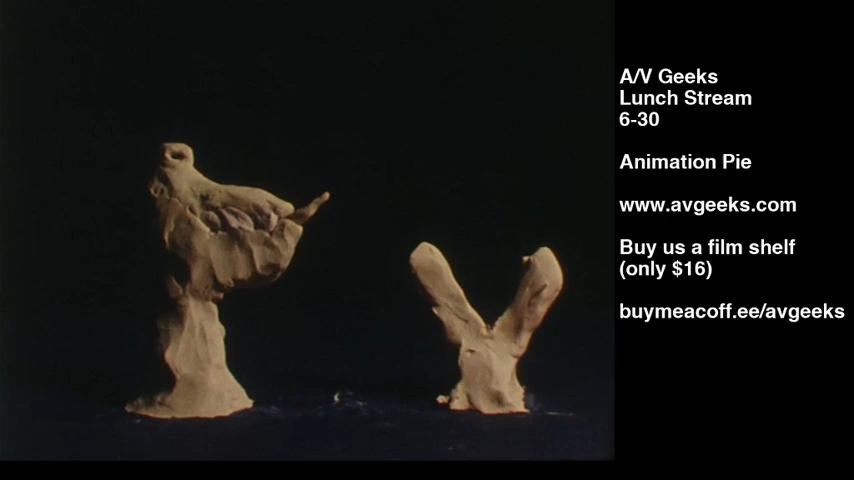 A/V Geeks
Lunch Stream
6-30
Animation Pie
www.avgeeks.com
Buy us a film shelf
(only $16)
buymeacoff.ee/avgeeks